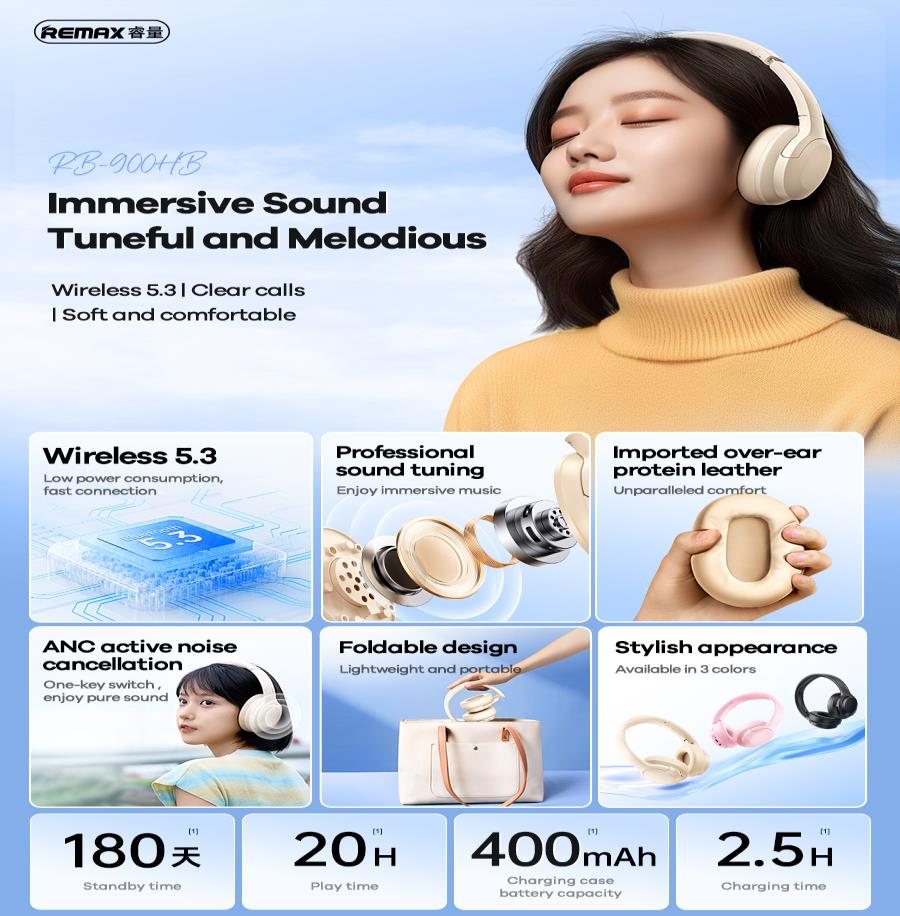 REMAX 睿量
RB-900HB
Immersive Sound
Tuneful and Melodious
Wireless 5.3 | Clear calls
| Soft and comfortable
Wireless 5.3
Low power consumption,
fast connection
Bluetooth
5.3
Professional
sound tuning
Enjoy immersive music
Imported over-ear
protein leather
Unparalleled comfort
ANC active noise
cancellation
One-key switch ,
enjoy pure sound
Foldable design
Lightweight and portable
Stylish appearance
Available in 3 colors
180天[1]
Standby time
20H[1]
Play time
400mAh[1]
Charging case
battery capacity
2.5H[1]
Charging time